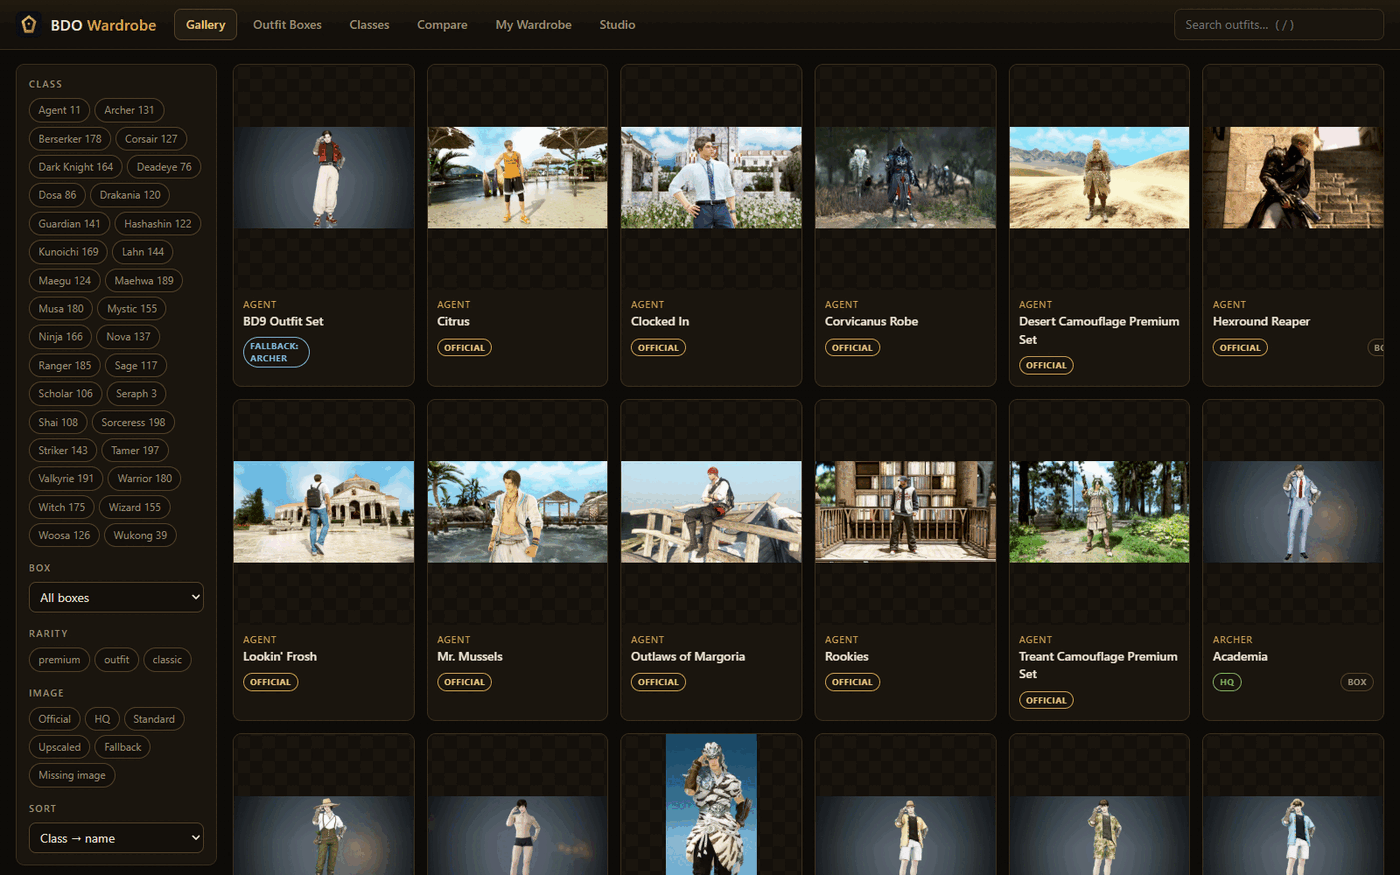 BDO Wardrobe
Gallery
Outfit Boxes
Classes
Compare
My Wardrobe
Studio
Search outfits... ( / )
CLASS
Agent 11
Archer 131
Berserker 178
Corsair 127
Dark Knight 164
Deadeye 76
Dosa 86
Drakania 120
Guardian 141
Hashashin 122
Kunoichi 169
Lahn 144
Maegu 124
Maehwa 189
Musa 180
Mystic 155
Ninja 166
Nova 137
Ranger 185
Sage 117
Scholar 106
Seraph 3
Shai 108
Sorceress 198
Striker 143
Tamer 197
Valkyrie 191
Warrior 180
Witch 175
Wizard 155
Woosa 126
Wukong 39
BOX
All boxes
RARITY
premium
outfit
classic
IMAGE
Official
HQ
Standard
Upscaled
Fallback
Missing image
SORT
Class → name
AGENT
BD9 Outfit Set
FALLBACK:
ARCHER
AGENT
Citrus
OFFICIAL
AGENT
Clocked In
OFFICIAL
AGENT
Corvicanus Robe
OFFICIAL
AGENT
Desert Camouflage Premium
Set
OFFICIAL
AGENT
Hexround Reaper
OFFICIAL
AGENT
Lookin' Frosh
OFFICIAL
AGENT
Mr. Mussels
OFFICIAL
AGENT
Outlaws of Margoria
OFFICIAL
AGENT
Rookies
OFFICIAL
AGENT
Treant Camouflage Premium
Set
OFFICIAL
ARCHER
Academia
HQ
BOX